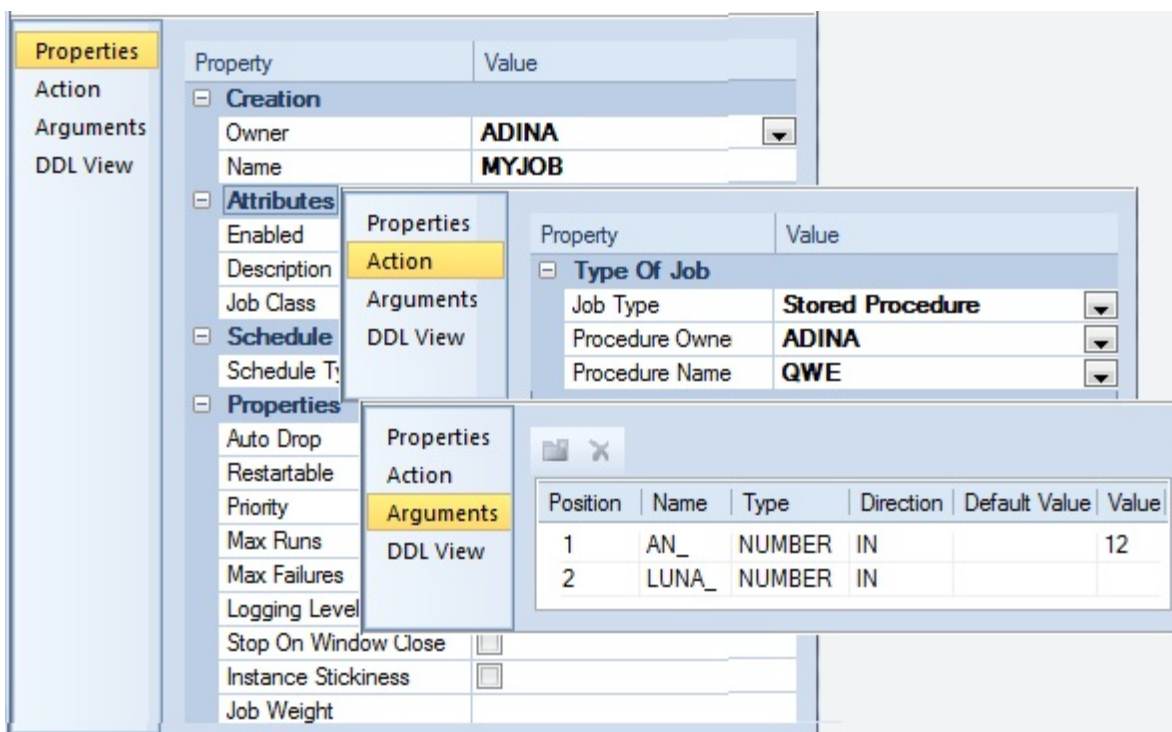 Properties
Action
Arguments
DDL View
Property Value
Creation
Owner ADINA
Name MYJOB
Attributes
Enabled
Description
Job Class
Schedule
Schedule
Properties
Auto Drop
Restartable
Priority
Max Runs
Max Failures
Logging Level
Stop On Window Close
Instance Stickiness
Job Weight
Properties
Action
Arguments
DDL View
Property Value
Type Of Job
Job Type Stored Procedure
Procedure Owne ADINA
Procedure Name QWE
Properties
Action
Arguments
DDL View
Position Name Type Direction Default Value Value
1 AN_ NUMBER IN 12
2 LUNA_ NUMBER IN